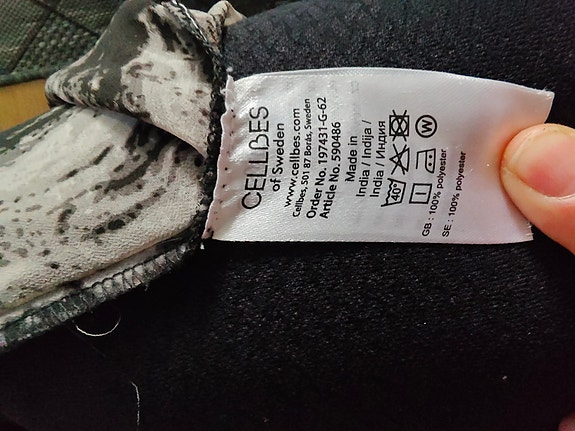 CELLBES
of Sweden
www.cellbes.com
Cellbes, 501 87 Borås, Sweden
Order No. 197431-G-62
Article No. 590486
Made in
India / Indija /
India / Индия
40°
W
GB : 100% polyester
SE : 100% polyester